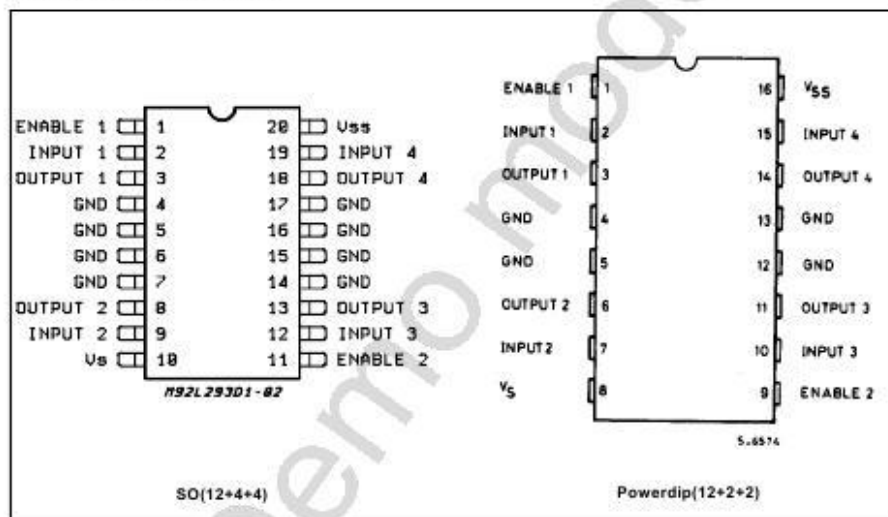 ENABLE 1 1 20 Vss
INPUT 1 2 19 INPUT 4
OUTPUT 1 3 18 OUTPUT 4
GND 4 17 GND
GND 5 16 GND
GND 6 15 GND
GND 7 14 GND
OUTPUT 2 8 13 OUTPUT 3
INPUT 2 9 12 INPUT 3
Vs 10 11 ENABLE 2
M92L293D1-02
SO(12+4+4)
ENABLE 1 1 16 VSS
INPUT 1 2 15 INPUT 4
OUTPUT 1 3 14 OUTPUT 4
GND 4 13 GND
GND 5 12 GND
OUTPUT 2 6 11 OUTPUT 3
INPUT 2 7 10 INPUT 3
VS 8 9 ENABLE 2
S-6574
Powerdip(12+2+2)
Demo mode